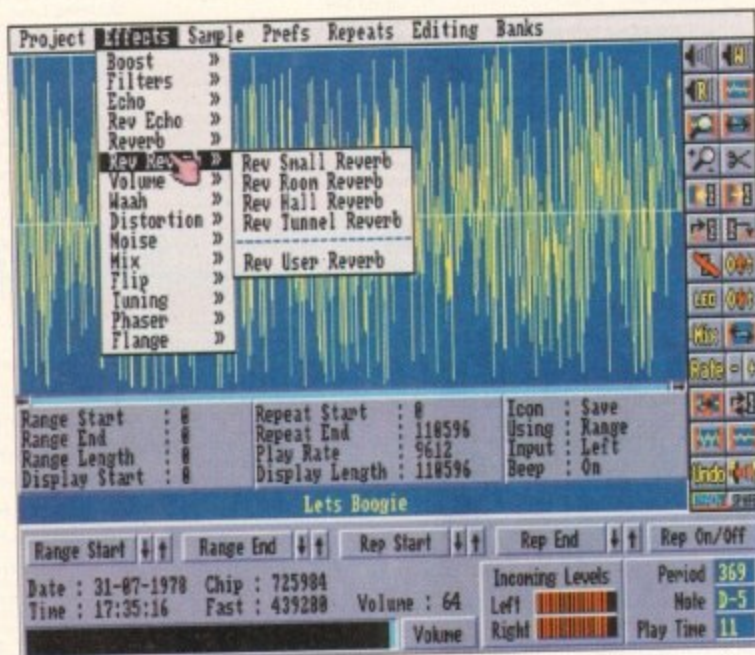 Project Effects Sample Prefs Repeats Editing Banks
Boost »
Filters »
Echo »
Rev Echo »
Reverb »
Rev Rev »
Volume »
Waah »
Distortion »
Noise »
Mix »
Flip »
Tuning »
Phaser »
Flange »
Rev Small Reverb
Rev Room Reverb
Rev Hall Reverb
Rev Tunnel Reverb
Rev User Reverb
W
R
LED
Mix
Rate - +
Undo
Range Start : 0
Range End : 0
Range Length : 0
Display Start : 0
Repeat Start : 0
Repeat End : 118596
Play Rate : 9612
Display Length : 118596
Icon : Save
Using : Range
Input : Left
Beep : On
Lets Boogie
Range Start Range End Rep Start Rep End Rep On/Off
Date : 31-07-1978 Chip : 725984
Time : 17:35:16 Fast : 439280 Volume : 64
Volume
Incoming Levels
Left
Right
Period 369
Note D-5
Play Time 11